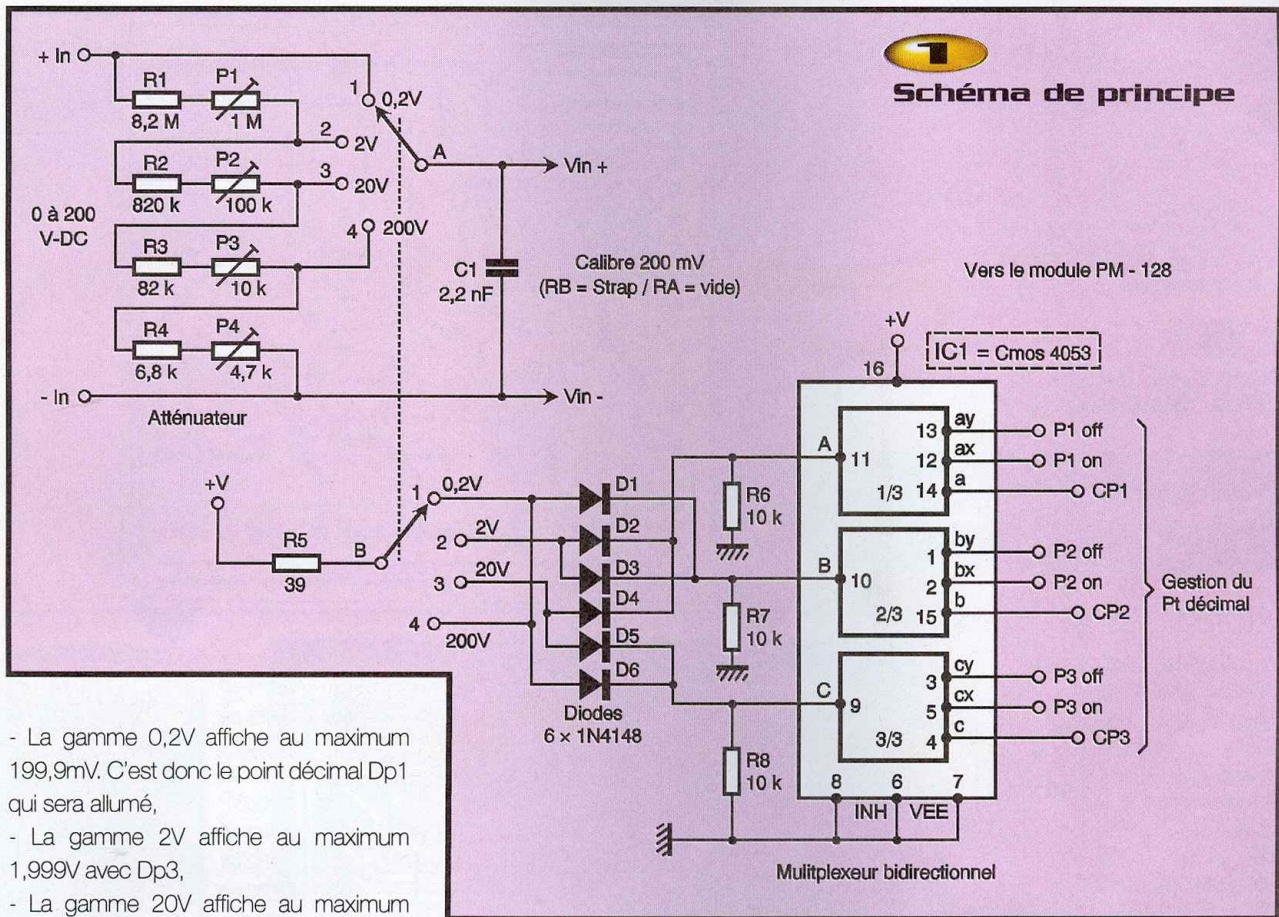 1
Schéma de principe
+ In
R1
8,2 M
P1
1 M
1
0,2V
2
2V
3
20V
4
200V
A
R2
820 k
P2
100 k
0 à 200
V-DC
R3
82 k
P3
10 k
R4
6,8 k
P4
4,7 k
- In
Atténuateur
Vin +
C1
2,2 nF
Vin -
Calibre 200 mV
(RB = Strap / RA = vide)
Vers le module PM - 128
+V
16
IC1 = Cmos 4053
+V
R5
39
B
1
0,2V
2
2V
3
20V
4
200V
D1
D2
D3
D4
D5
D6
Diodes
6 × 1N4148
R6
10 k
R7
10 k
R8
10 k
A
11
13
ay
P1 off
12
ax
P1 on
1/3
14
a
CP1
B
10
1
by
P2 off
2
bx
P2 on
2/3
15
b
CP2
C
9
3
cy
P3 off
5
cx
P3 on
3/3
4
c
CP3
Gestion du
Pt décimal
8
6
7
INH
VEE
Mulitplexeur bidirectionnel
- La gamme 0,2V affiche au maximum
199,9mV. C'est donc le point décimal Dp1
qui sera allumé,
- La gamme 2V affiche au maximum
1,999V avec Dp3,
- La gamme 20V affiche au maximum